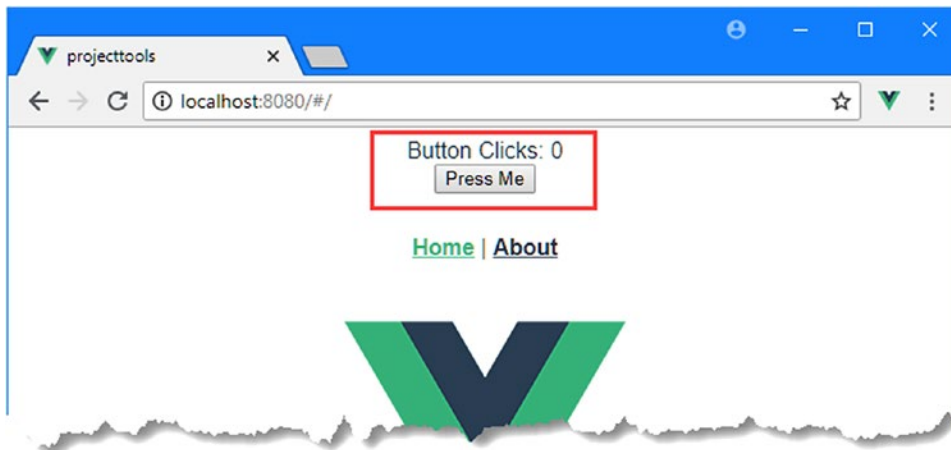 projecttools
localhost:8080/#/
Button Clicks: 0
Press Me
Home | About